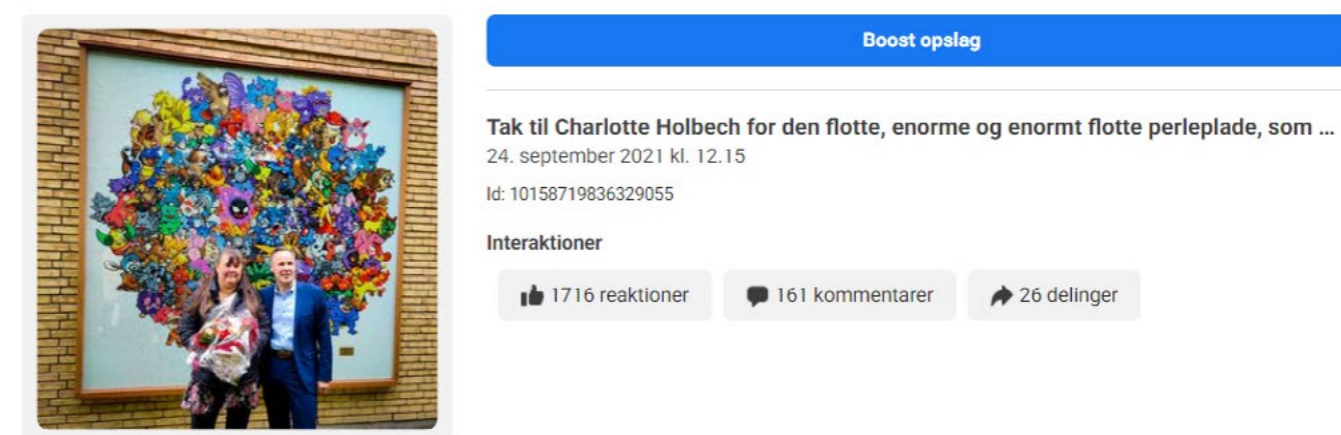 Boost opslag
Tak til Charlotte Holbech for den flotte, enorme og enormt flotte perleplade, som ...
24. september 2021 kl. 12.15
Id: 10158719836329055
Interaktioner
1716 reaktioner
161 kommentarer
26 delinger